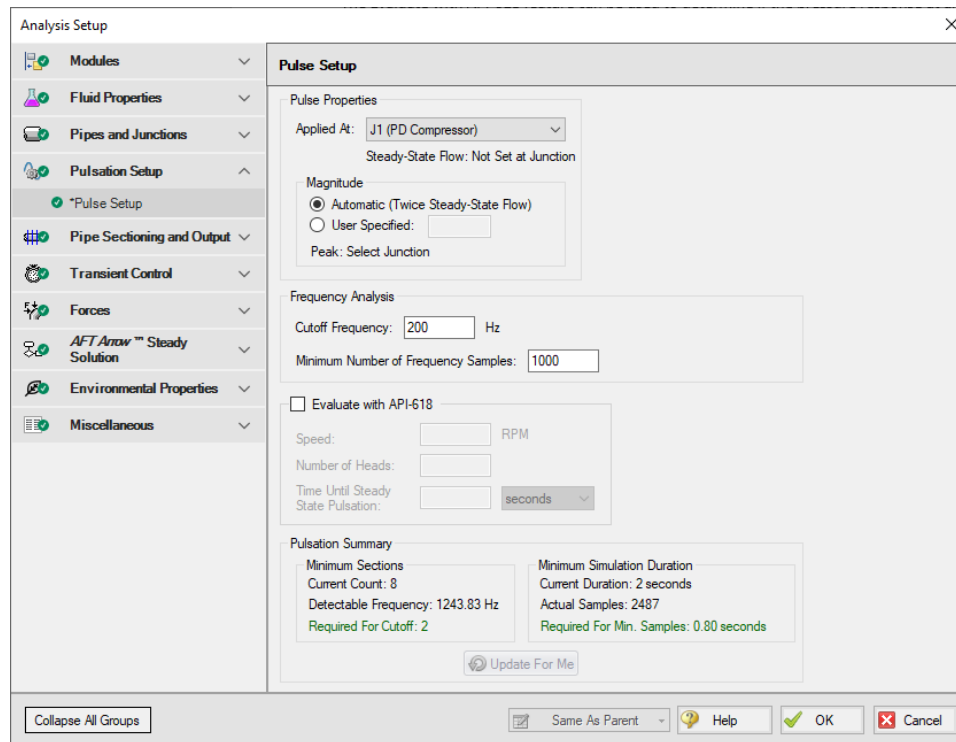 Analysis Setup
Modules
Fluid Properties
Pipes and Junctions
Pulsation Setup
*Pulse Setup
Pipe Sectioning and Output
Transient Control
Forces
AFT Arrow ™ Steady
Solution
Environmental Properties
Miscellaneous
Pulse Setup
Pulse Properties
Applied At: J1 (PD Compressor)
Steady-State Flow: Not Set at Junction
Magnitude
Automatic (Twice Steady-State Flow)
User Specified:
Peak: Select Junction
Frequency Analysis
Cutoff Frequency: 200 Hz
Minimum Number of Frequency Samples: 1000
Evaluate with API-618
Speed: RPM
Number of Heads:
Time Until Steady
State Pulsation: seconds
Pulsation Summary
Minimum Sections
Current Count: 8
Detectable Frequency: 1243.83 Hz
Required For Cutoff: 2
Minimum Simulation Duration
Current Duration: 2 seconds
Actual Samples: 2487
Required For Min. Samples: 0.80 seconds
Update For Me
Collapse All Groups
Same As Parent
Help
OK
Cancel